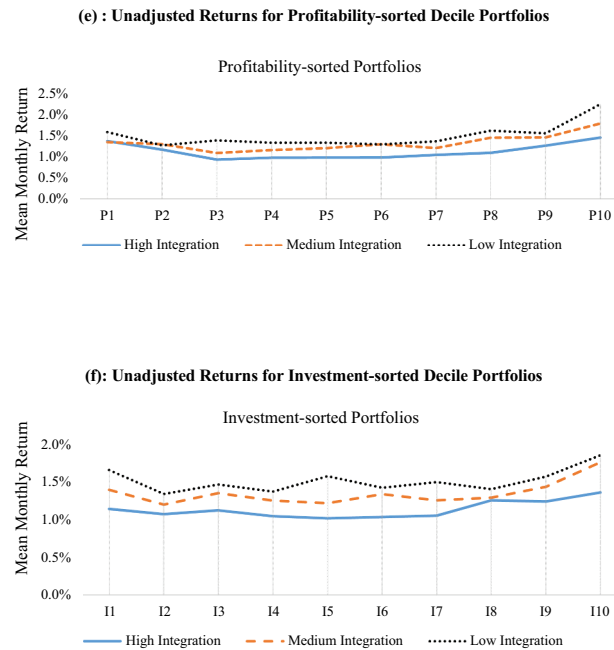 (e) : Unadjusted Returns for Profitability-sorted Decile Portfolios
Profitability-sorted Portfolios
Mean Monthly Return
2.5%
2.0%
1.5%
1.0%
0.5%
0.0%
P1 P2 P3 P4 P5 P6 P7 P8 P9 P10
High Integration Medium Integration Low Integration
(f): Unadjusted Returns for Investment-sorted Decile Portfolios
Investment-sorted Portfolios
Mean Monthly Return
2.0%
1.5%
1.0%
0.5%
0.0%
I1 I2 I3 I4 I5 I6 I7 I8 I9 I10
High Integration Medium Integration Low Integration